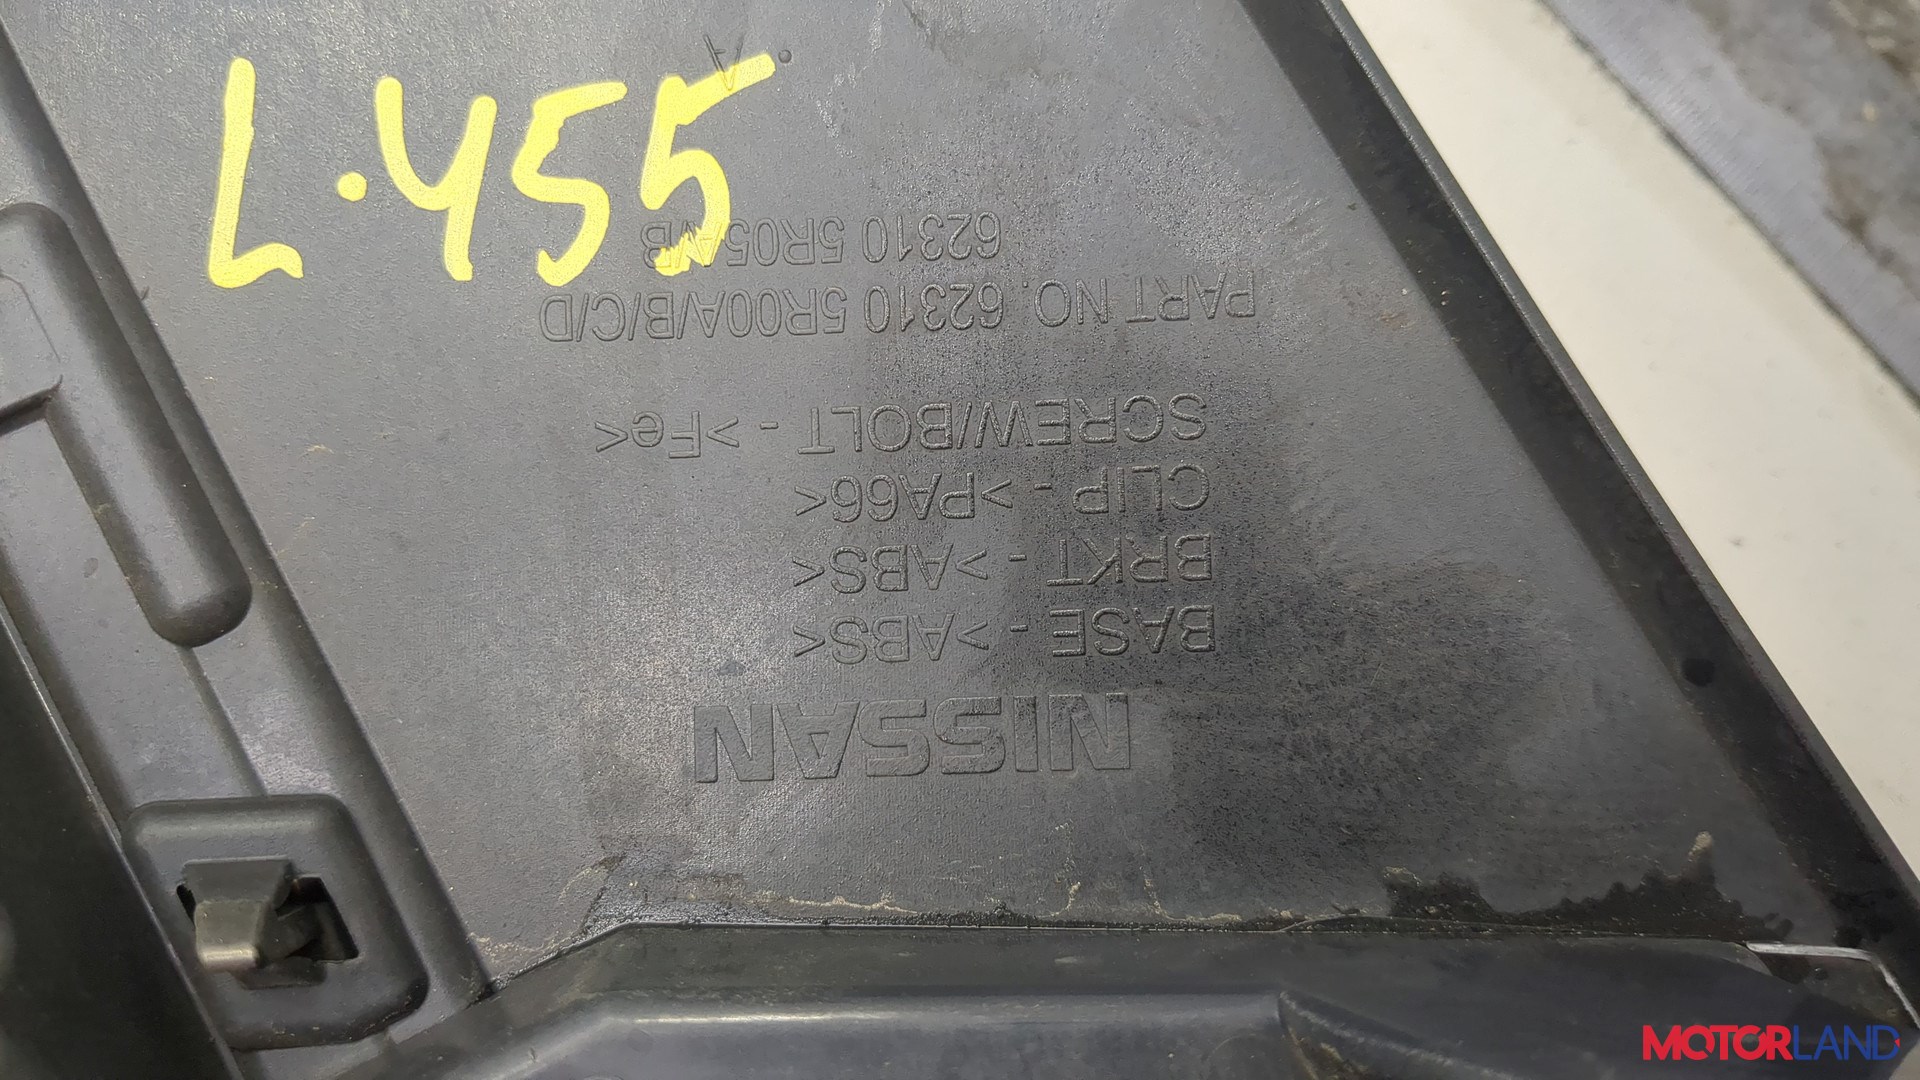 L.455
NISSAN
BASE - >ABS<
BRKT - >ABS<
CLIP - >PA66<
SCREW/BOLT - >Fe<
PART NO. 62310 5R00A/B/C/D
62310 5R05A/B
MOTORLAND